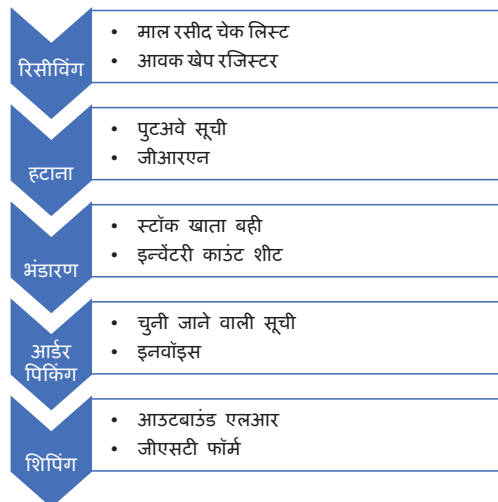 रिसीविंग
• माल रसीद चेक लिस्ट
• आवक खेप रजिस्टर
हटाना
• पुटअवे सूची
• जीआरएन
भंडारण
• स्टॉक खाता बही
• इन्वेंटरी काउंट शीट
आर्डर
पिकिंग
• चुनी जाने वाली सूची
• इनवॉइस
शिपिंग
• आउटबाउंड एलआर
• जीएसटी फॉर्म